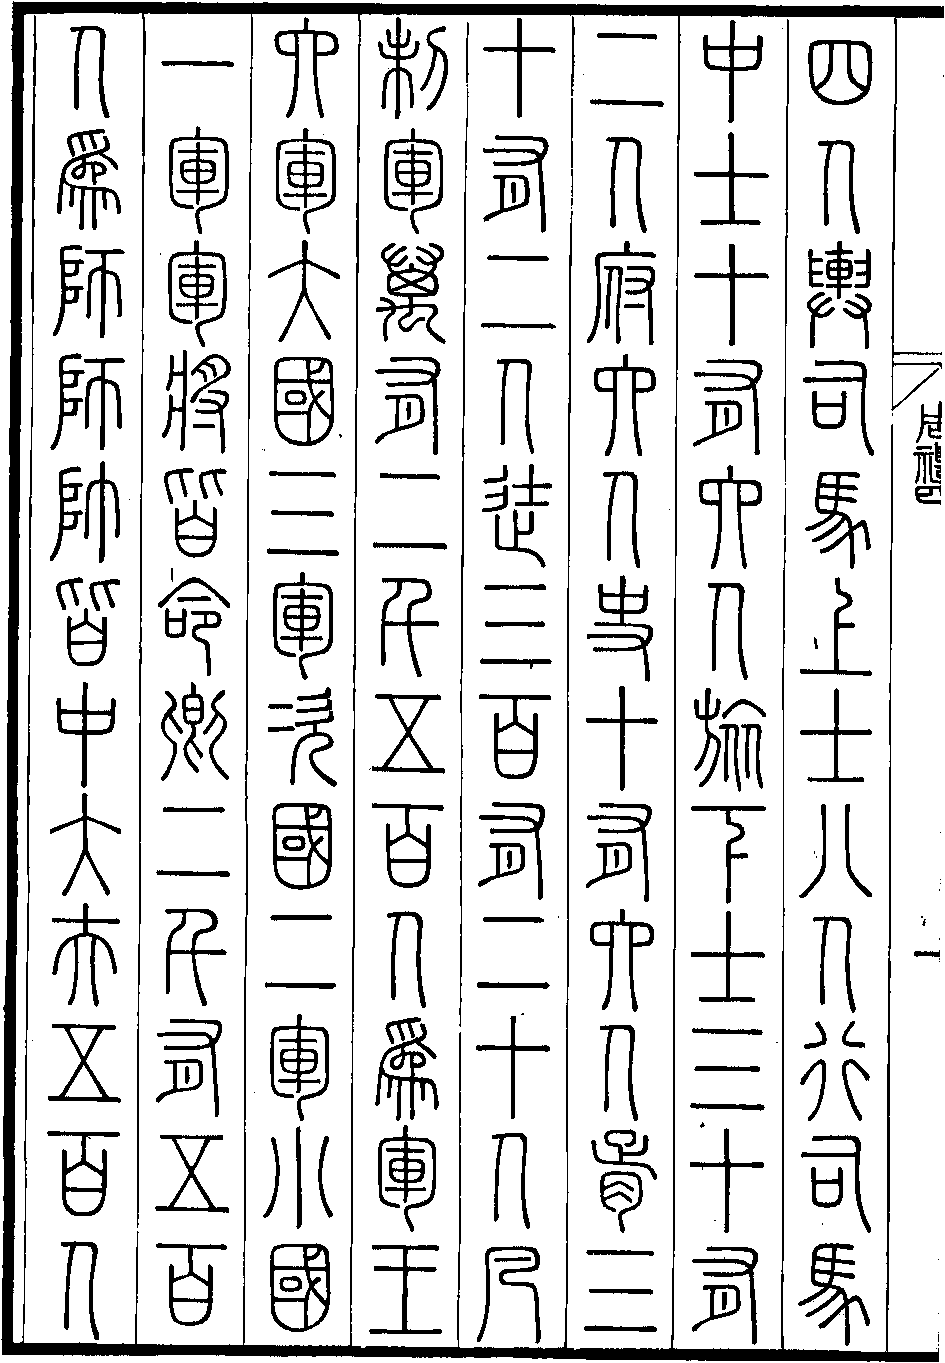 四人輿司馬上士八人行司馬
中士十有六人旅下士三十有
二人府六人史十有六人胥三
十有二人徒三百有二十人凡
制軍萬有二千五百人為軍王
六軍大國三軍次國二軍小國
一軍軍將皆命卿二千有五百
人為師師帥皆中大夫五百人
周禮四